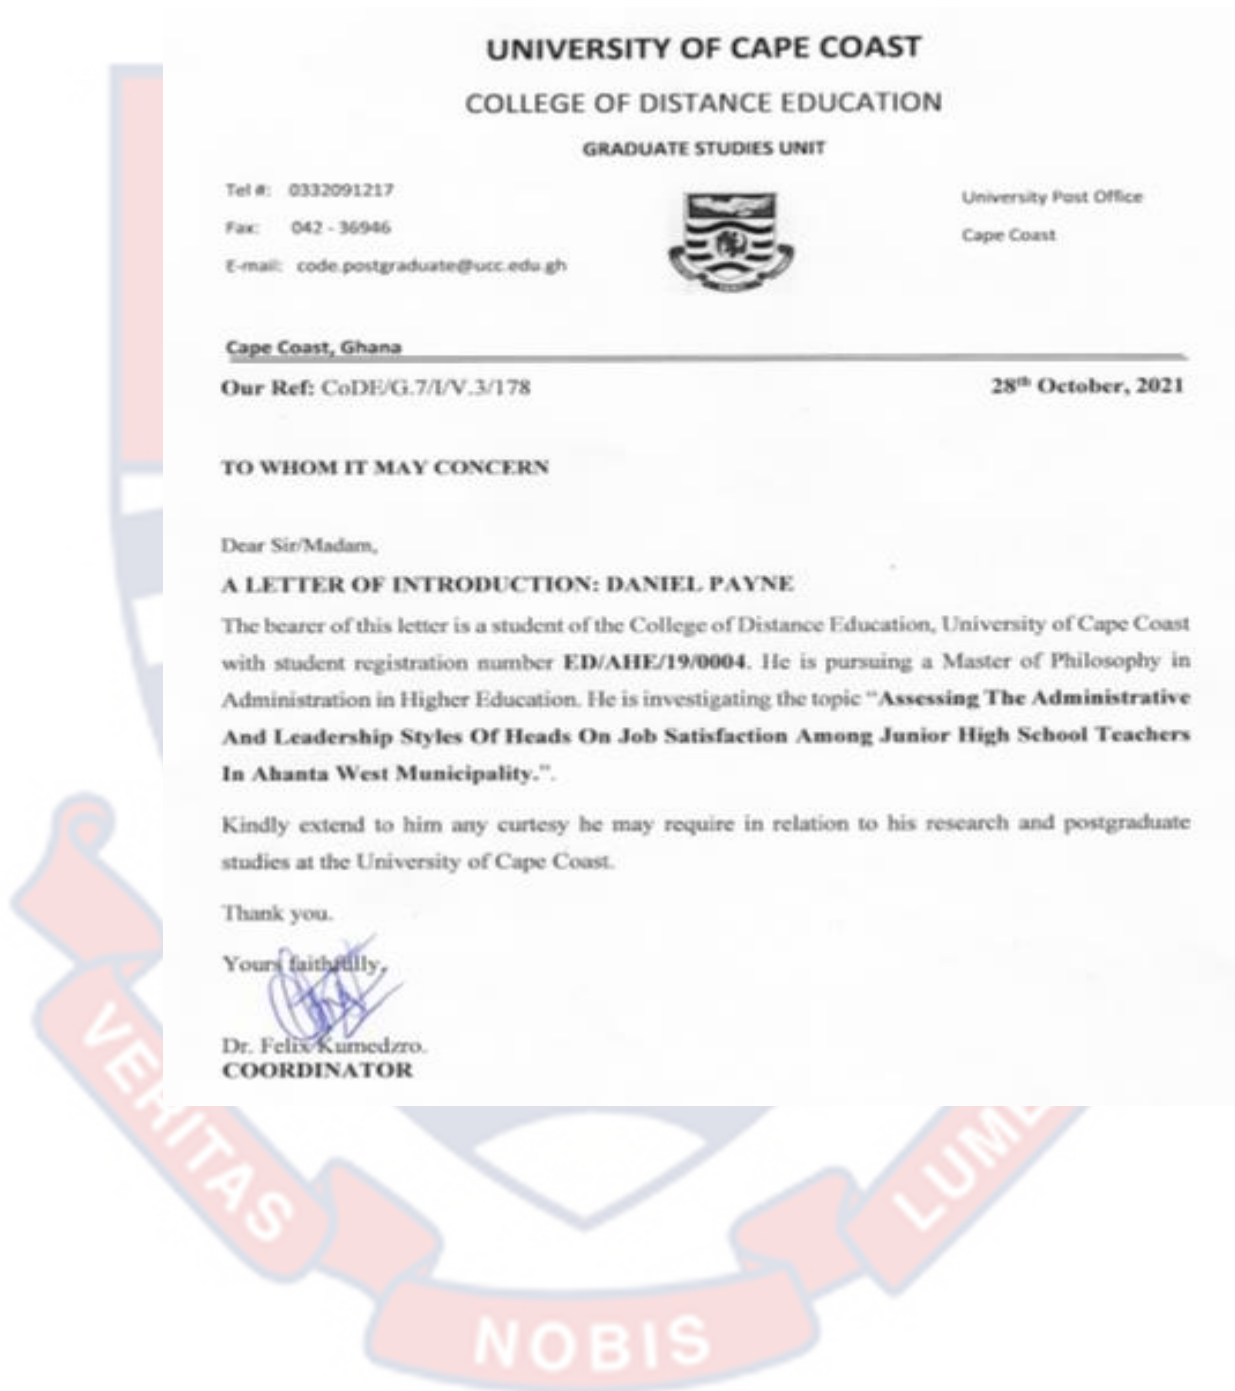 UNIVERSITY OF CAPE COAST
COLLEGE OF DISTANCE EDUCATION
GRADUATE STUDIES UNIT
Tel #: 0332091217
University Post Office
Fax: 042 - 36946
Cape Coast
E-mail: code.postgraduate@ucc.edu.gh
Cape Coast, Ghana
Our Ref: CoDE/G.7/I/V.3/178 28th October, 2021
TO WHOM IT MAY CONCERN
Dear Sir/Madam,
A LETTER OF INTRODUCTION: DANIEL PAYNE
The bearer of this letter is a student of the College of Distance Education, University of Cape Coast
with student registration number ED/AHE/19/0004. He is pursuing a Master of Philosophy in
Administration in Higher Education. He is investigating the topic “Assessing The Administrative
And Leadership Styles Of Heads On Job Satisfaction Among Junior High School Teachers
In Ahanta West Municipality.”.
Kindly extend to him any curtesy he may require in relation to his research and postgraduate
studies at the University of Cape Coast.
Thank you.
Yours faithfully,
Dr. Felix Kumedzro.
COORDINATOR
VERITAS
NOBIS